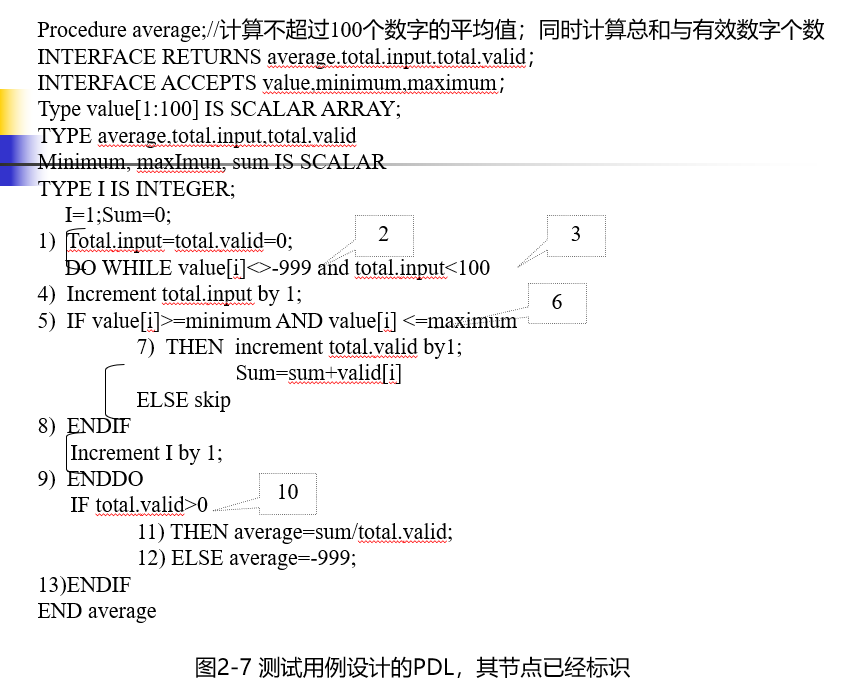 Procedure average;//计算不超过100个数字的平均值；同时计算总和与有效数字个数
INTERFACE RETURNS average.total.input.total.valid；
INTERFACE ACCEPTS value.minimum.maximum；
Type value[1:100] IS SCALAR ARRAY;
TYPE average.total.input.total.valid
Minimum, maxImun, sum IS SCALAR
TYPE I IS INTEGER;
I=1;Sum=0;
1) Total.input=total.valid=0;
2
3
DO WHILE value[i]<>-999 and total.input<100
4) Increment total.input by 1;
6
5) IF value[i]>=minimum AND value[i] <=maximum
7) THEN increment total.valid by1;
Sum=sum+valid[i]
ELSE skip
8) ENDIF
Increment I by 1;
9) ENDDO
10
IF total.valid>0
11) THEN average=sum/total.valid;
12) ELSE average=-999;
13)ENDIF
END average
图2-7 测试用例设计的PDL，其节点已经标识